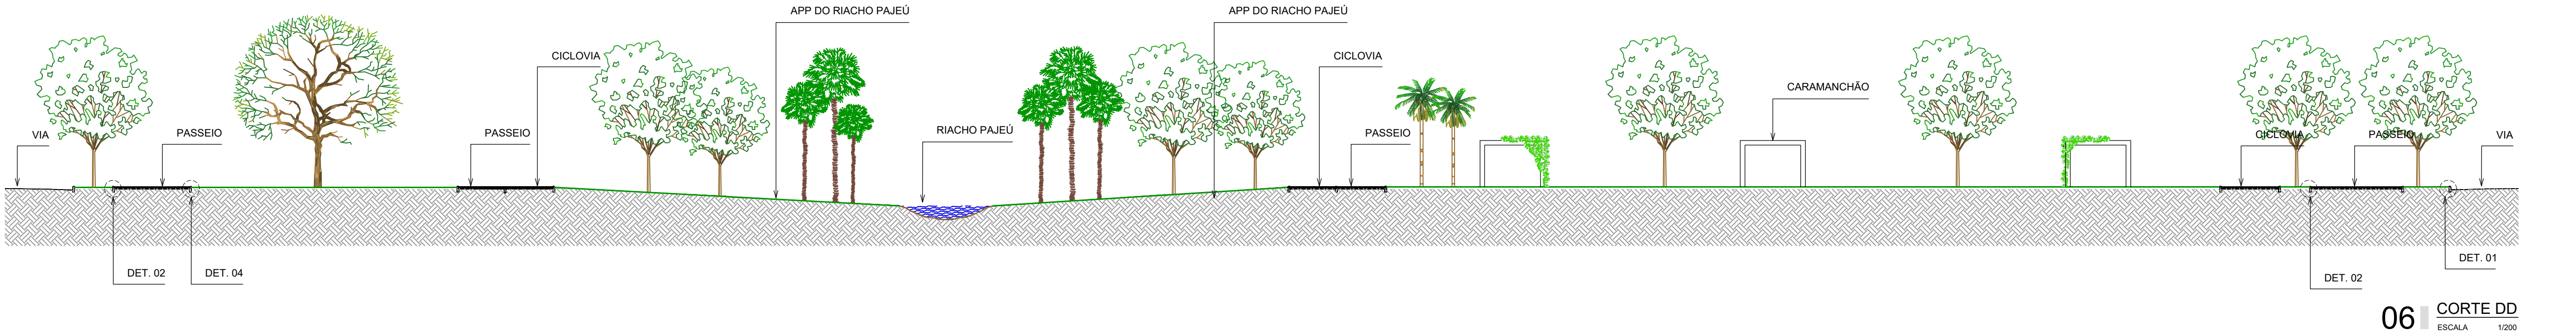 APP DO RIACHO PAJEÚ
APP DO RIACHO PAJEÚ
CICLOVIA
CICLOVIA
CARAMANCHÃO
VIA
PASSEIO
PASSEIO
RIACHO PAJEÚ
PASSEIO
CICLOVIA
PASSEIO
VIA
DET. 02
DET. 04
DET. 02
DET. 01
06
CORTE DD
ESCALA 1/200